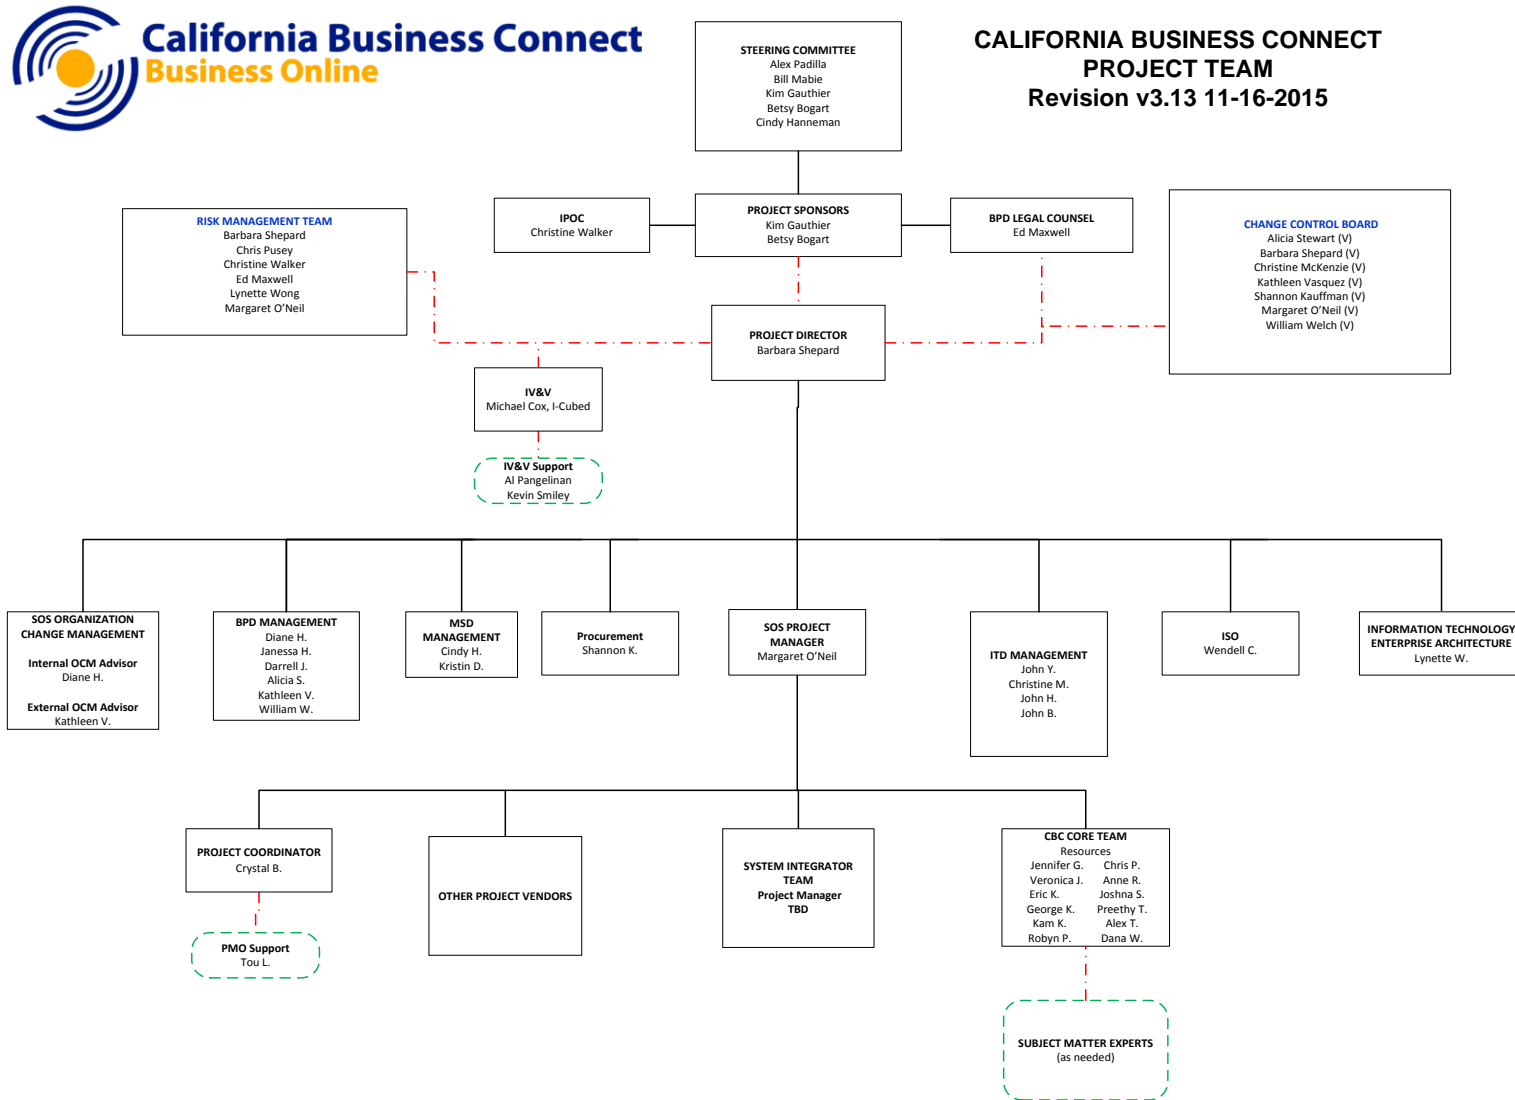 California Business Connect
Business Online
CALIFORNIA BUSINESS CONNECT
PROJECT TEAM
Revision v3.13 11-16-2015
STEERING COMMITTEE
Alex Padilla
Bill Mabie
Kim Gauthier
Betsy Bogart
Cindy Hanneman
RISK MANAGEMENT TEAM
Barbara Shepard
Chris Pusey
Christine Walker
Ed Maxwell
Lynette Wong
Margaret O’Neil
IPOC
Christine Walker
PROJECT SPONSORS
Kim Gauthier
Betsy Bogart
BPD LEGAL COUNSEL
Ed Maxwell
CHANGE CONTROL BOARD
Alicia Stewart (V)
Barbara Shepard (V)
Christine McKenzie (V)
Kathleen Vasquez (V)
Shannon Kauffman (V)
Margaret O’Neil (V)
William Welch (V)
PROJECT DIRECTOR
Barbara Shepard
IV&V
Michael Cox, I-Cubed
IV&V Support
Al Pangelinan
Kevin Smiley
SOS ORGANIZATION
CHANGE MANAGEMENT
Internal OCM Advisor
Diane H.
External OCM Advisor
Kathleen V.
BPD MANAGEMENT
Diane H.
Janessa H.
Darrell J.
Alicia S.
Kathleen V.
William W.
MSD
MANAGEMENT
Cindy H.
Kristin D.
Procurement
Shannon K.
SOS PROJECT
MANAGER
Margaret O’Neil
ITD MANAGEMENT
John Y.
Christine M.
John H.
John B.
ISO
Wendell C.
INFORMATION TECHNOLOGY
ENTERPRISE ARCHITECTURE
Lynette W.
PROJECT COORDINATOR
Crystal B.
PMO Support
Tou L.
OTHER PROJECT VENDORS
SYSTEM INTEGRATOR
TEAM
Project Manager
TBD
CBC CORE TEAM
Resources
Jennifer G. Chris P.
Veronica J. Anne R.
Eric K. Joshna S.
George K. Preethy T.
Kam K. Alex T.
Robyn P. Dana W.
SUBJECT MATTER EXPERTS
(as needed)